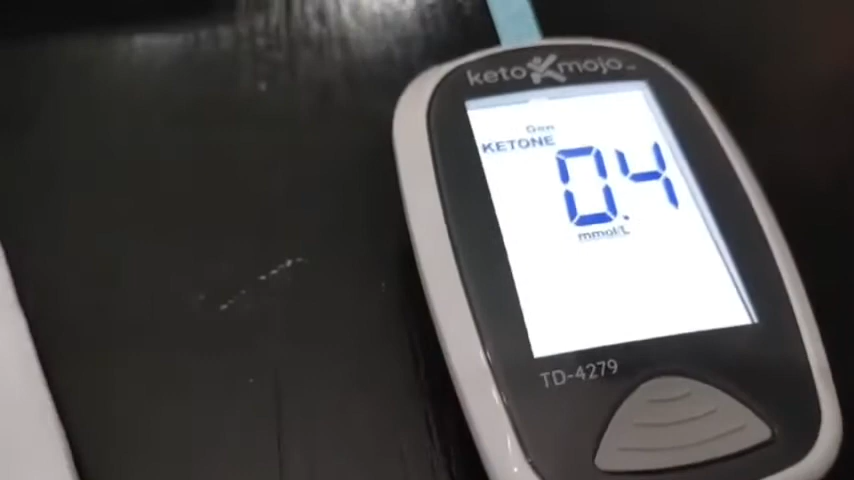 keto mojo
Gen
KETONE
0.4
mmol/L
TD-4279